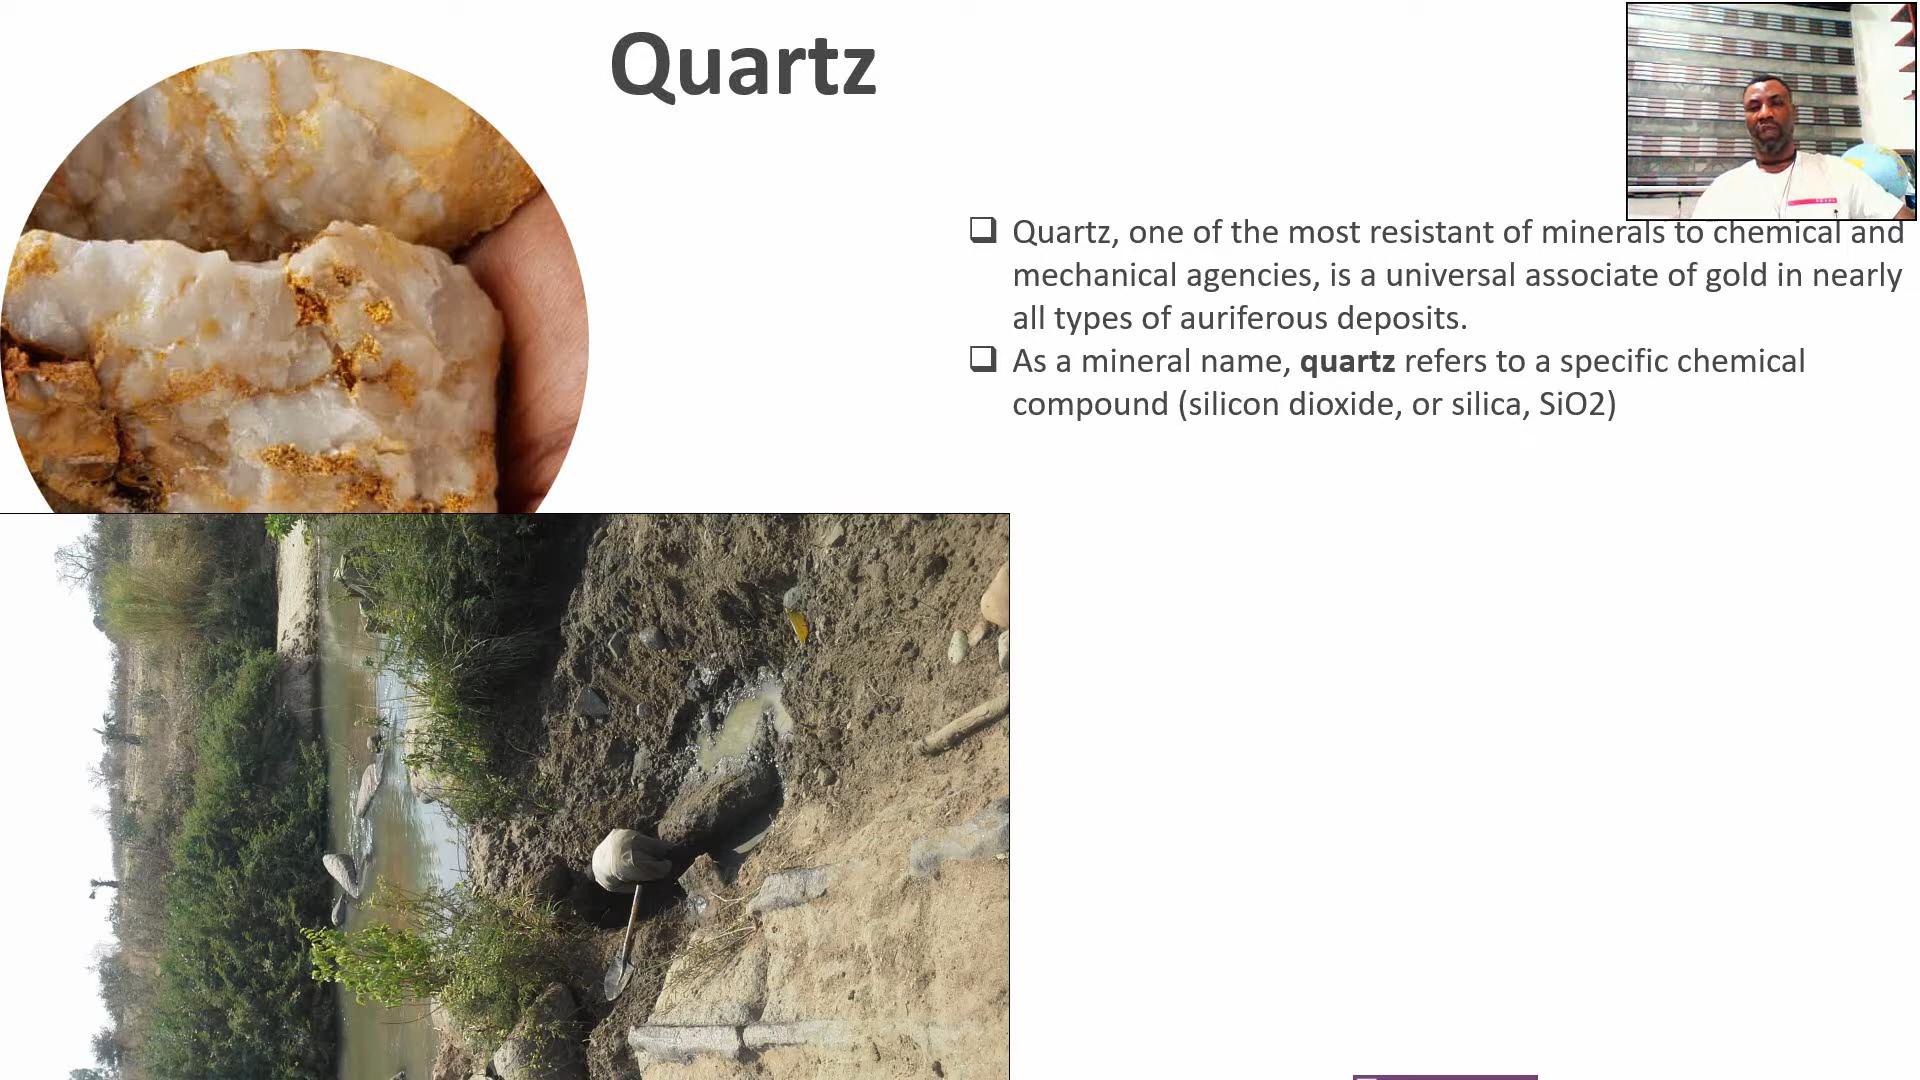 Quartz
❑ Quartz, one of the most resistant of minerals to chemical and
mechanical agencies, is a universal associate of gold in nearly
all types of auriferous deposits.
❑ As a mineral name, quartz refers to a specific chemical
compound (silicon dioxide, or silica, SiO2)